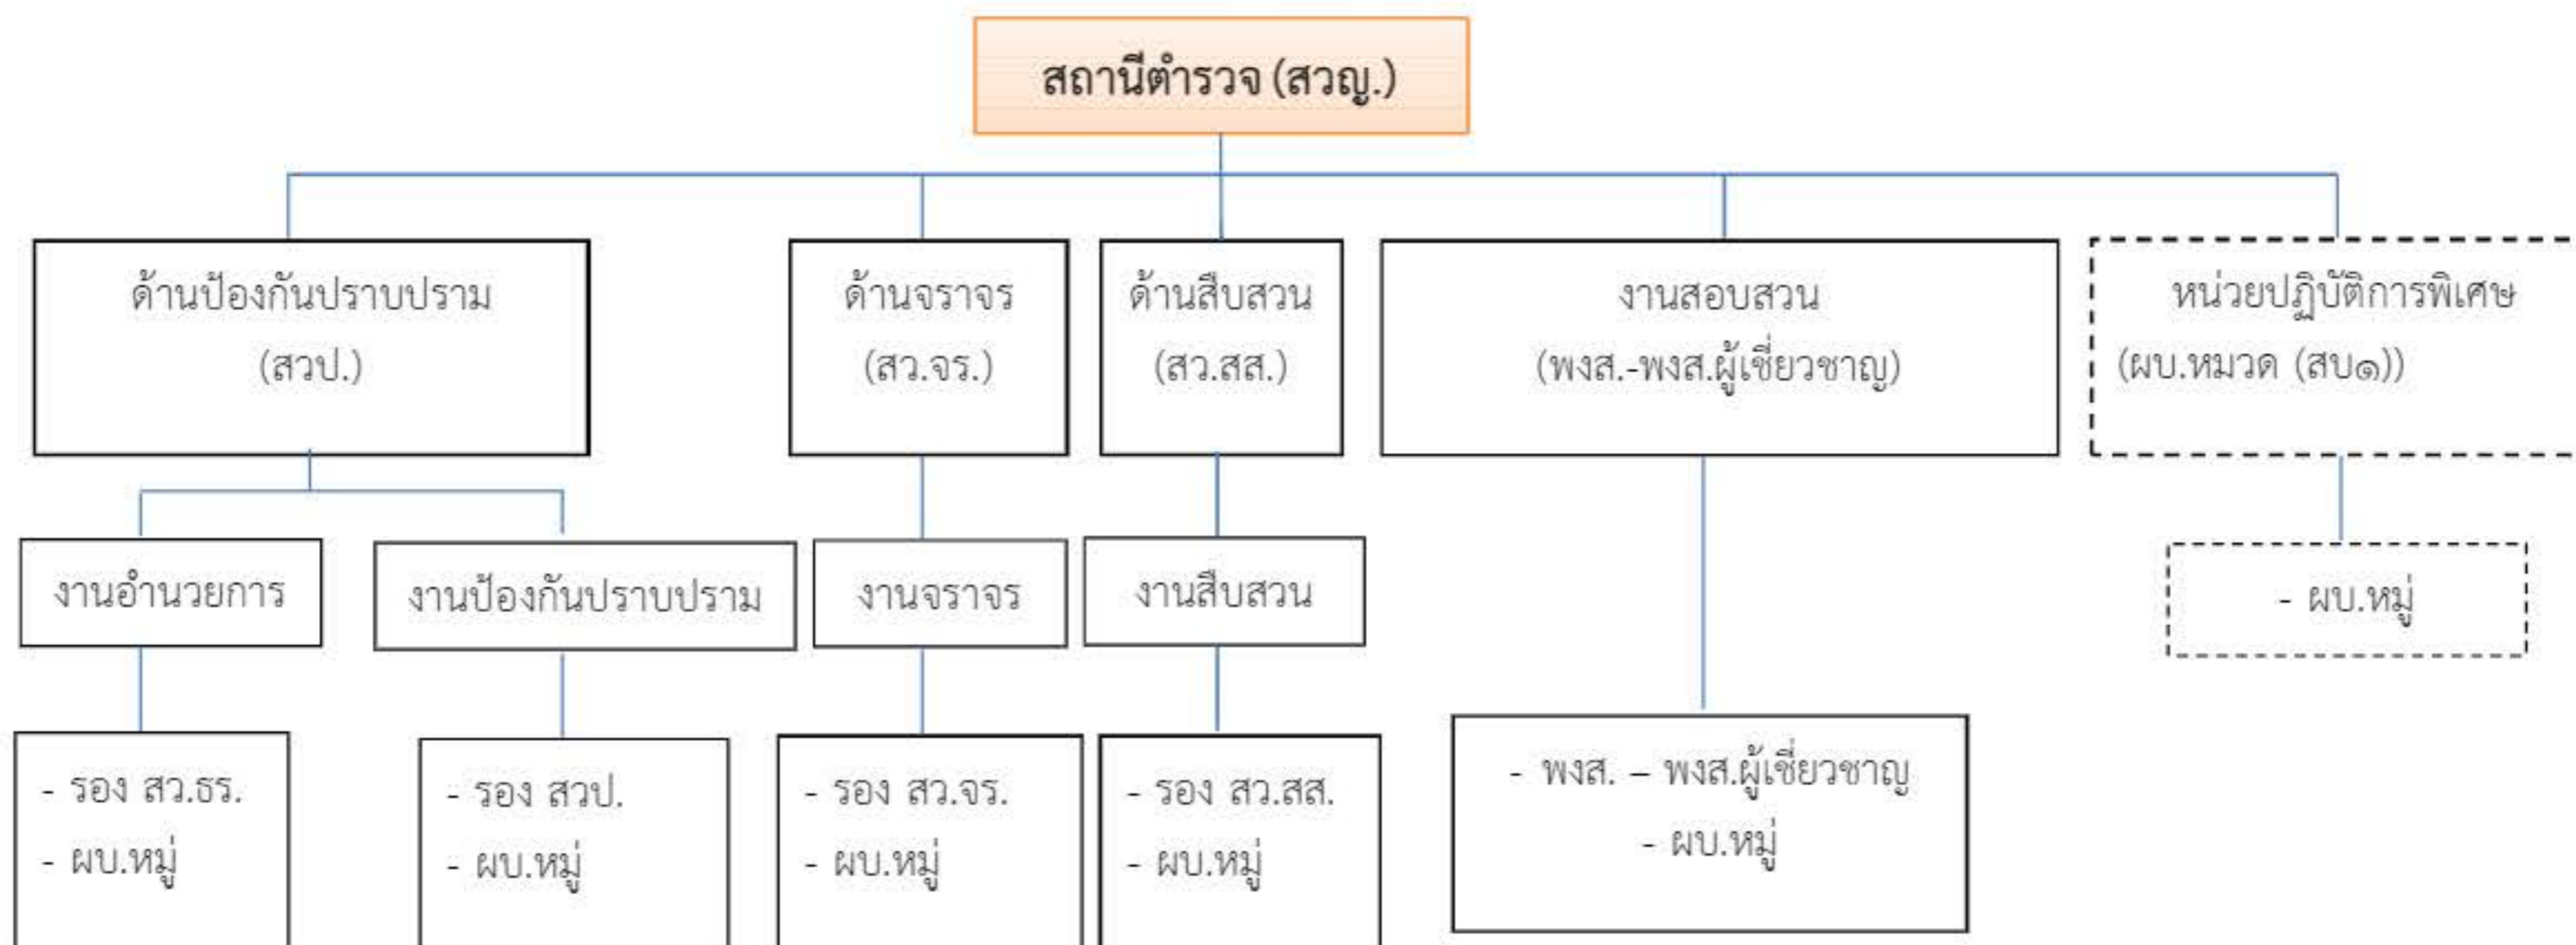 สถานีตำรวจ (สวญ.)
ด้านป้องกันปราบปราม
(สวป.)
ด้านจราจร
(สว.จร.)
ด้านสืบสวน
(สว.สส.)
งานสอบสวน
(พงส.-พงส.ผู้เชี่ยวชาญ)
หน่วยปฏิบัติการพิเศษ
(ผบ.หมวด (สบ๑))
งานอำนวยการ
งานป้องกันปราบปราม
งานจราจร
งานสืบสวน
- ผบ.หมู่
- รอง สว.ธร.
- ผบ.หมู่
- รอง สวป.
- ผบ.หมู่
- รอง สว.จร.
- ผบ.หมู่
- รอง สว.สส.
- ผบ.หมู่
- พงส. – พงส.ผู้เชี่ยวชาญ
- ผบ.หมู่